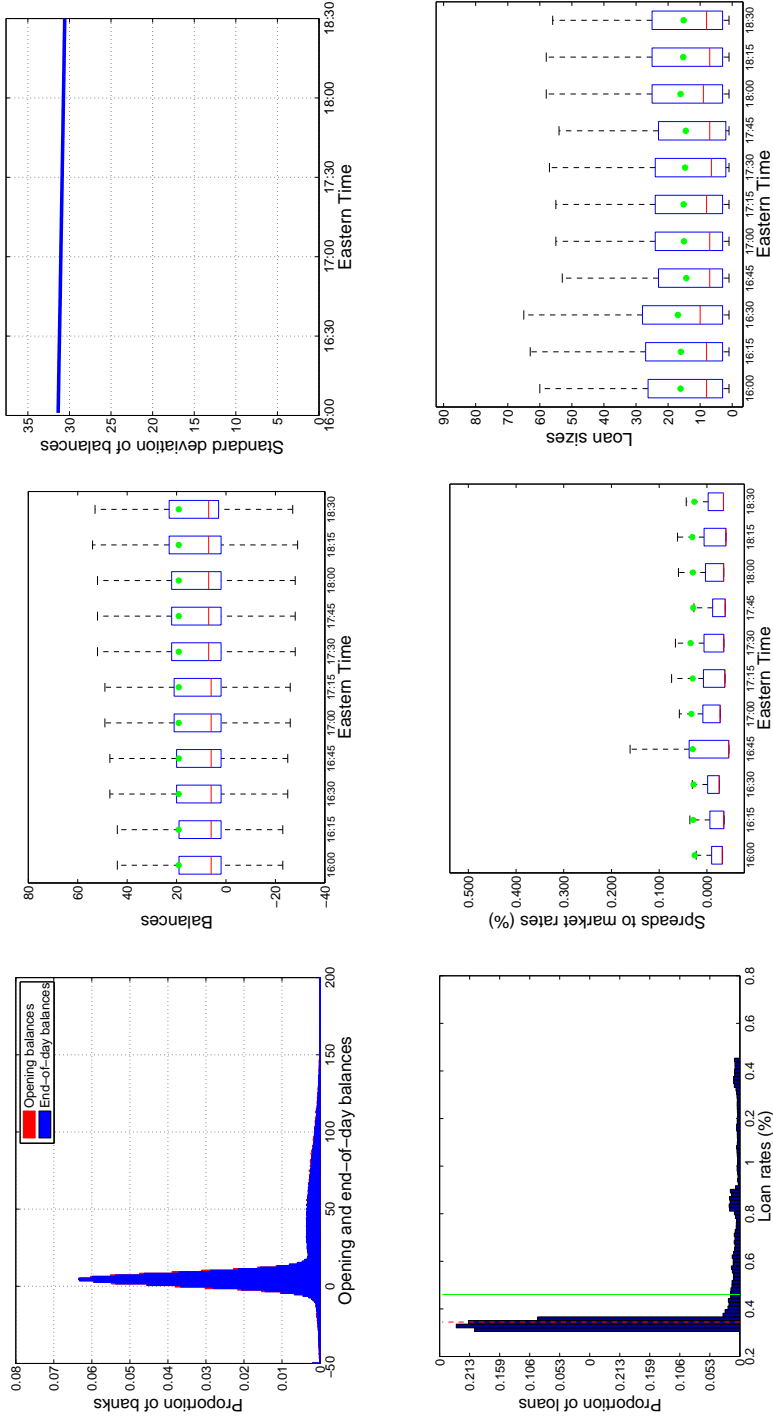 Proportion of banks
0.08
0.07
0.06
0.05
0.04
0.03
0.02
0.01
0
−50
0
50
100
150
200
Opening and end−of−day balances
Opening balances
End−of−day balances
Balances
80
60
40
20
0
−20
−40
16:00 16:15 16:30 16:45 17:00 17:15 17:30 17:45 18:00 18:15 18:30
Eastern Time
Standard deviation of balances
35
30
25
20
15
10
5
0
16:00 16:30 17:00 17:30 18:00 18:30
Eastern Time
Proportion of loans
0
0.213
0.159
0.106
0.053
0
0.213
0.159
0.106
0.053
0.2 0.4 0.6 0.8 1 0.2 0.4 0.6 0.8
Loan rates (%)
Spreads to market rates (%)
0.500
0.400
0.300
0.200
0.100
0.000
16:00 16:15 16:30 16:45 17:00 17:15 17:30 17:45 18:00 18:15 18:30
Eastern Time
Loan sizes
90
80
70
60
50
40
30
20
10
0
16:00 16:15 16:30 16:45 17:00 17:15 17:30 17:45 18:00 18:15 18:30
Eastern Time